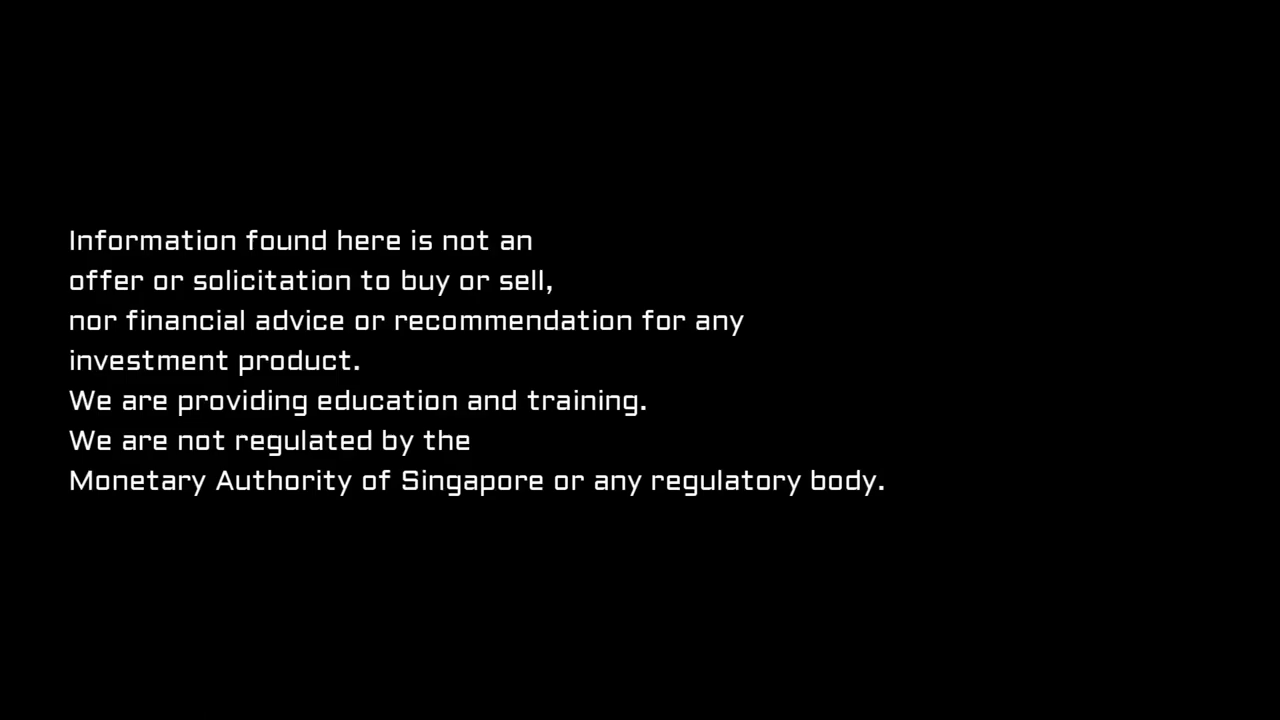 Information found here is not an
offer or solicitation to buy or sell,
nor financial advice or recommendation for any
investment product.
We are providing education and training.
We are not regulated by the
Monetary Authority of Singapore or any regulatory body.